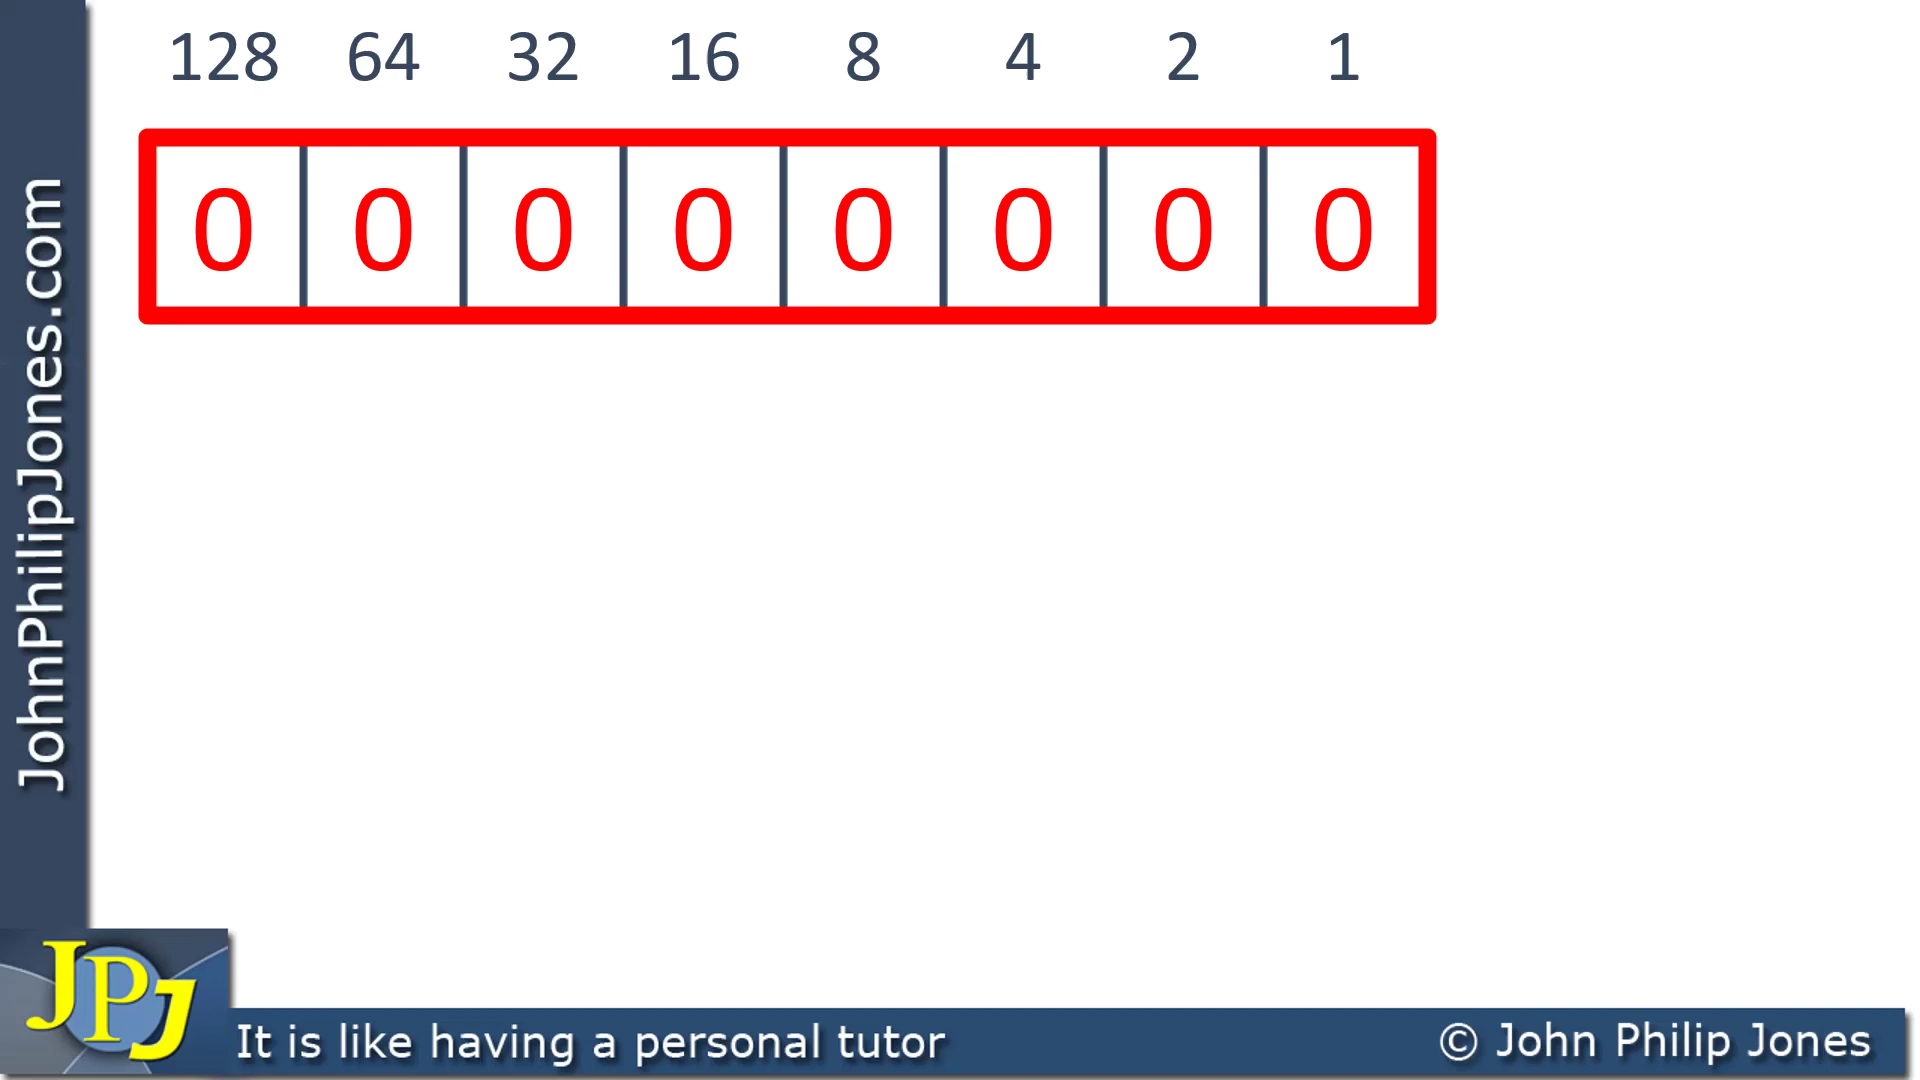 128 64 32 16 8 4 2 1
0 0 0 0 0 0 0 0
JohnPhilipJones.com
JPJ
It is like having a personal tutor
© John Philip Jones